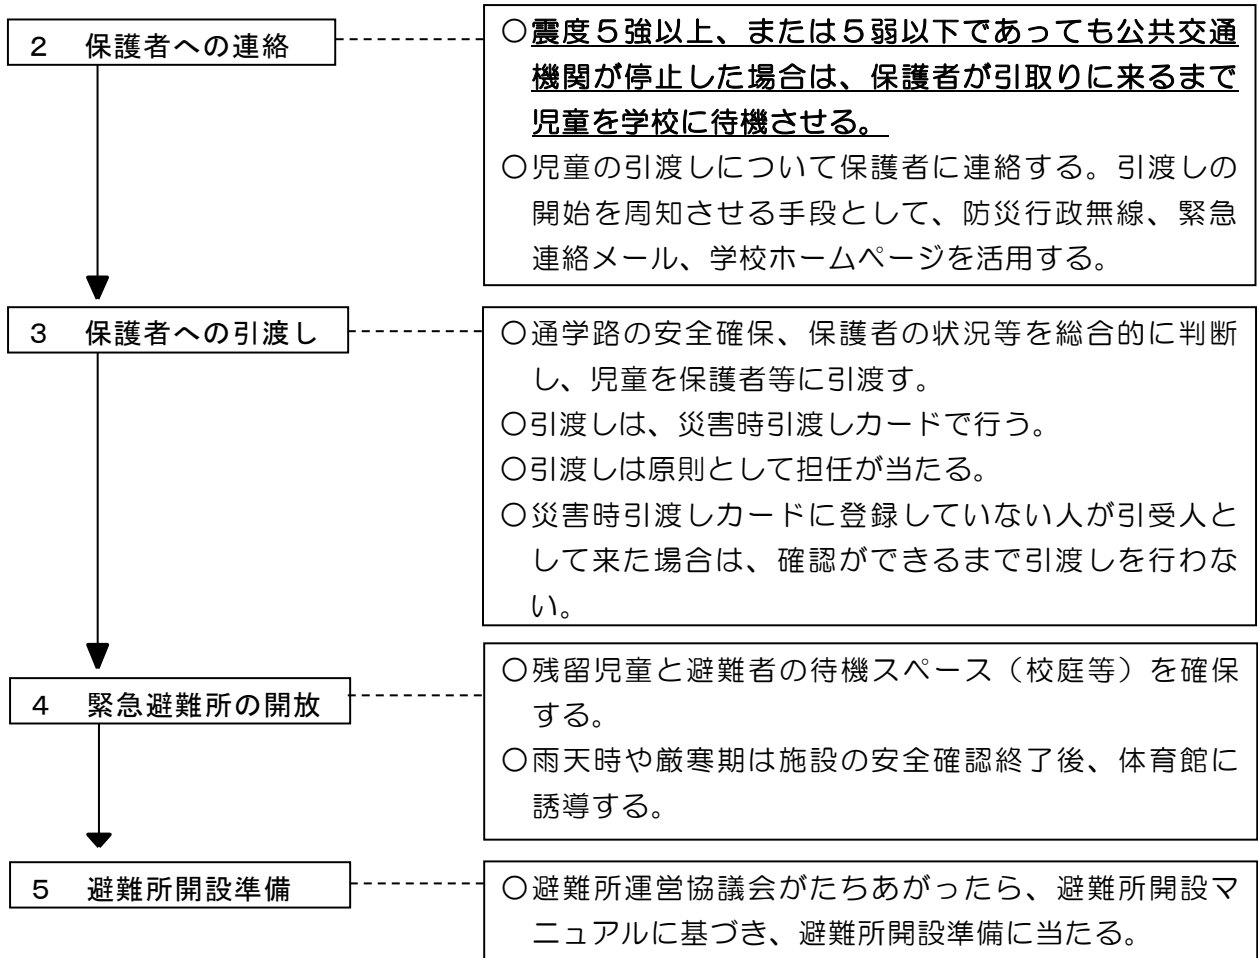 ２　保護者への連絡
○震度５強以上、または５弱以下であっても公共交通
機関が停止した場合は、保護者が引取りに来るまで
児童を学校に待機させる。
○児童の引渡しについて保護者に連絡する。引渡しの
開始を周知させる手段として、防災行政無線、緊急
連絡メール、学校ホームページを活用する。
３　保護者への引渡し
○通学路の安全確保、保護者の状況等を総合的に判断
し、児童を保護者等に引渡す。
○引渡しは、災害時引渡しカードで行う。
○引渡しは原則として担任が当たる。
○災害時引渡しカードに登録していない人が引受人と
して来た場合は、確認ができるまで引渡しを行わな
い。
４　緊急避難所の開放
○残留児童と避難者の待機スペース（校庭等）を確保
する。
○雨天時や厳寒期は施設の安全確認終了後、体育館に
誘導する。
５　避難所開設準備
○避難所運営協議会がたちあがったら、避難所開設マ
ニュアルに基づき、避難所開設準備に当たる。